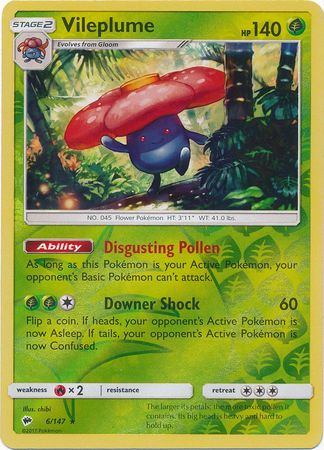 STAGE2 Vileplume HP 140
Evolves from Gloom
NO. 045 Flower Pokémon HT: 3'11" WT: 41.0 lbs.
Ability Disgusting Pollen
As long as this Pokémon is your Active Pokémon, your
opponent's Basic Pokémon can't attack.
Downer Shock 60
Flip a coin. If heads, your opponent's Active Pokémon is
now Asleep. If tails, your opponent's Active Pokémon is
now Confused.
weakness ×2 resistance retreat
Illus. chibi
6/147 ★
©2017 Pokémon
The larger its petals, the more toxic pollen it
contains. Its big head is heavy and hard to
hold up.